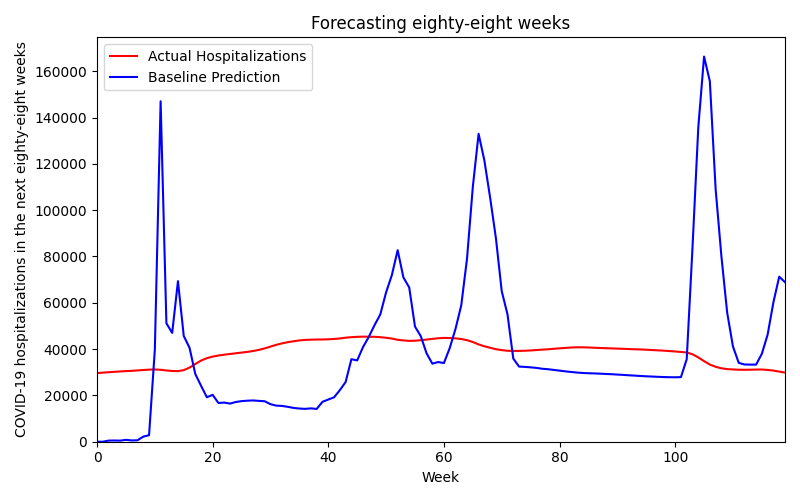 Forecasting eighty-eight weeks
Actual Hospitalizations
Baseline Prediction
COVID-19 hospitalizations in the next eighty-eight weeks
160000
140000
120000
100000
80000
60000
40000
20000
0
0 20 40 60 80 100
Week